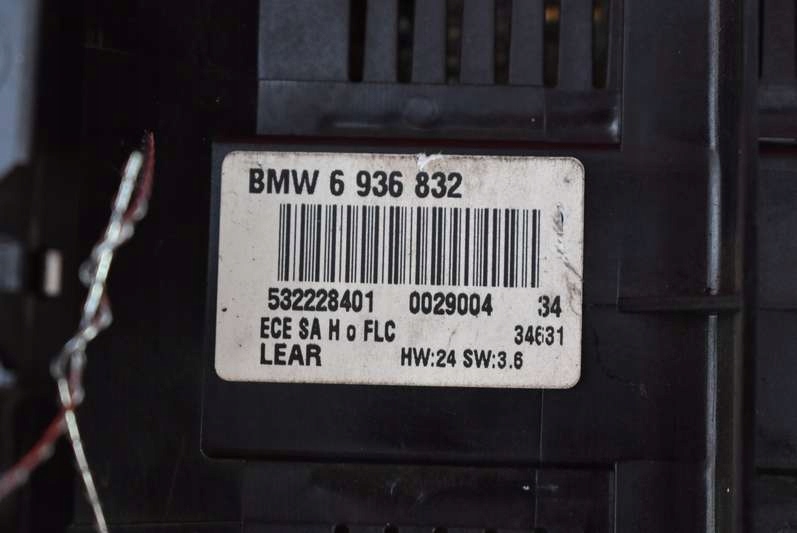 BMW 6 936 832
532228401 0029004 34
ECE SA H o FLC 34631
LEAR HW:24 SW:3.6